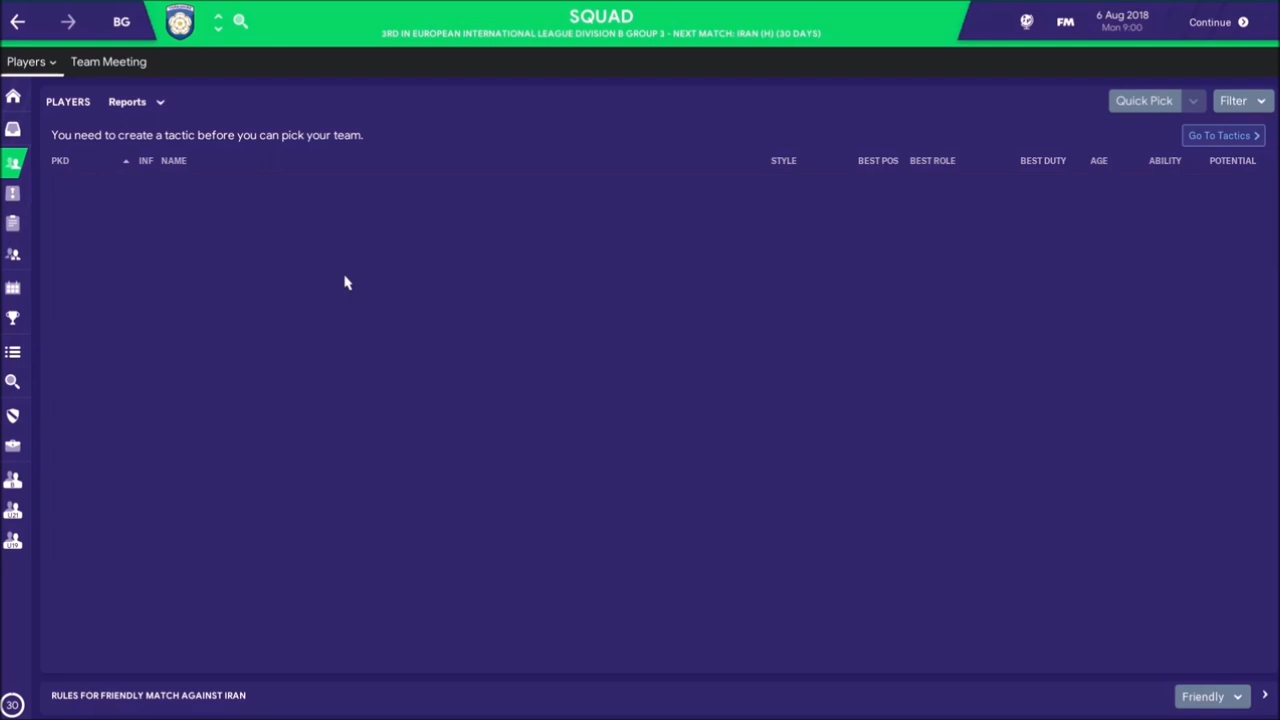 BG
SQUAD
3RD IN EUROPEAN INTERNATIONAL LEAGUE DIVISION B GROUP 3 - NEXT MATCH: IRAN (H) (30 DAYS)
FM
6 Aug 2018
Mon 9:00
Continue
Players
Team Meeting
PLAYERS
Reports
Quick Pick
Filter
You need to create a tactic before you can pick your team.
Go To Tactics
PKD
INF
NAME
STYLE
BEST POS
BEST ROLE
BEST DUTY
AGE
ABILITY
POTENTIAL
U21
U19
RULES FOR FRIENDLY MATCH AGAINST IRAN
Friendly
30